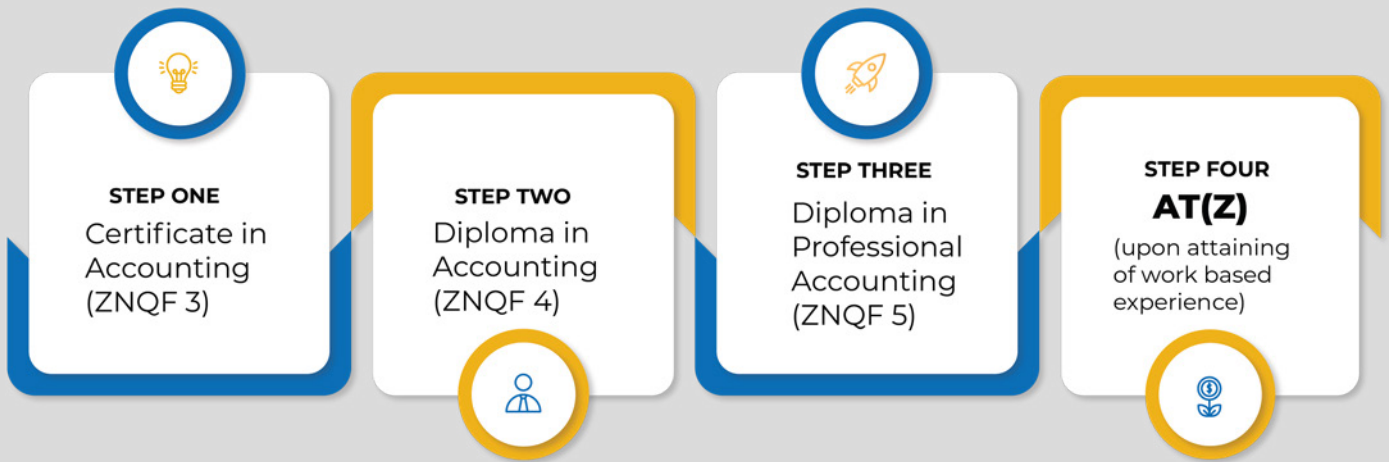 STEP ONE
Certificate in
Accounting
(ZNQF 3)
STEP TWO
Diploma in
Accounting
(ZNQF 4)
STEP THREE
Diploma in
Professional
Accounting
(ZNQF 5)
STEP FOUR
AT(Z)
(upon attaining
of work based
experience)